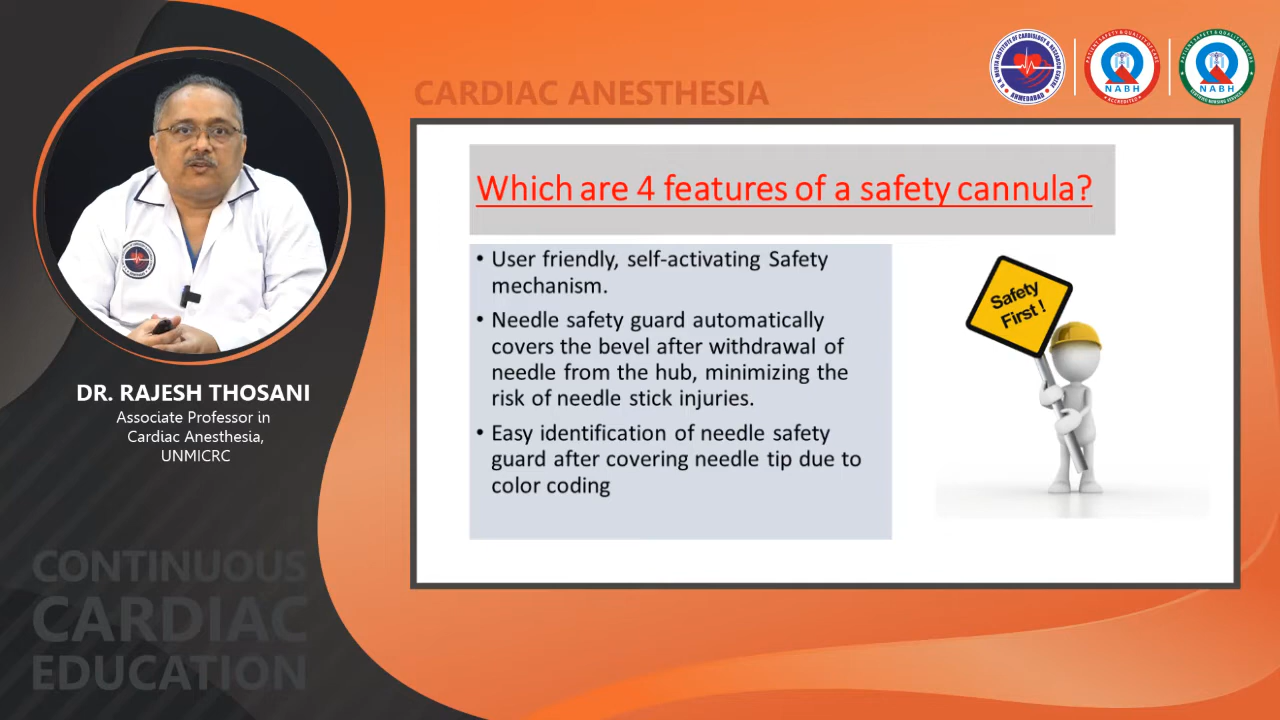 CARDIAC ANESTHESIA
Which are 4 features of a safety cannula?
• User friendly, self-activating Safety
mechanism.
• Needle safety guard automatically
covers the bevel after withdrawal of
needle from the hub, minimizing the
risk of needle stick injuries.
• Easy identification of needle safety
guard after covering needle tip due to
color coding
Safety
First !
DR. RAJESH THOSANI
Associate Professor in
Cardiac Anesthesia,
UNMICRC
CONTINUOUS
CARDIAC
EDUCATION
AHMEDABAD
NABH
ACCREDITED
NABH